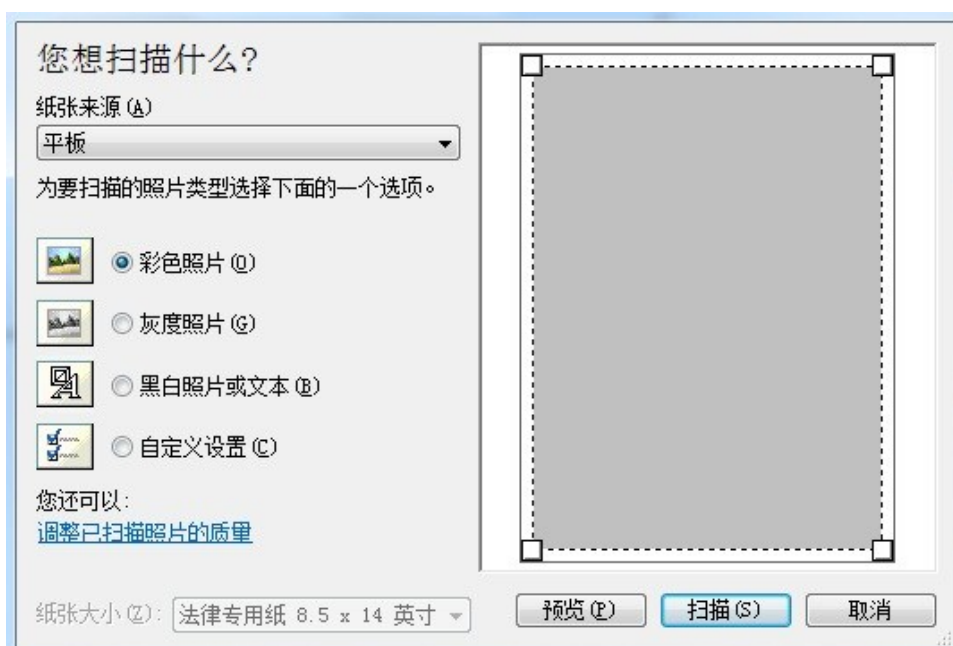 您想扫描什么?
纸张来源(A)
平板
为要扫描的照片类型选择下面的一个选项。
彩色照片(O)
灰度照片(G)
黑白照片或文本(B)
自定义设置(C)
您还可以:
调整已扫描照片的质量
纸张大小(Z): 法律专用纸 8.5 x 14 英寸
预览(P) 扫描(S) 取消